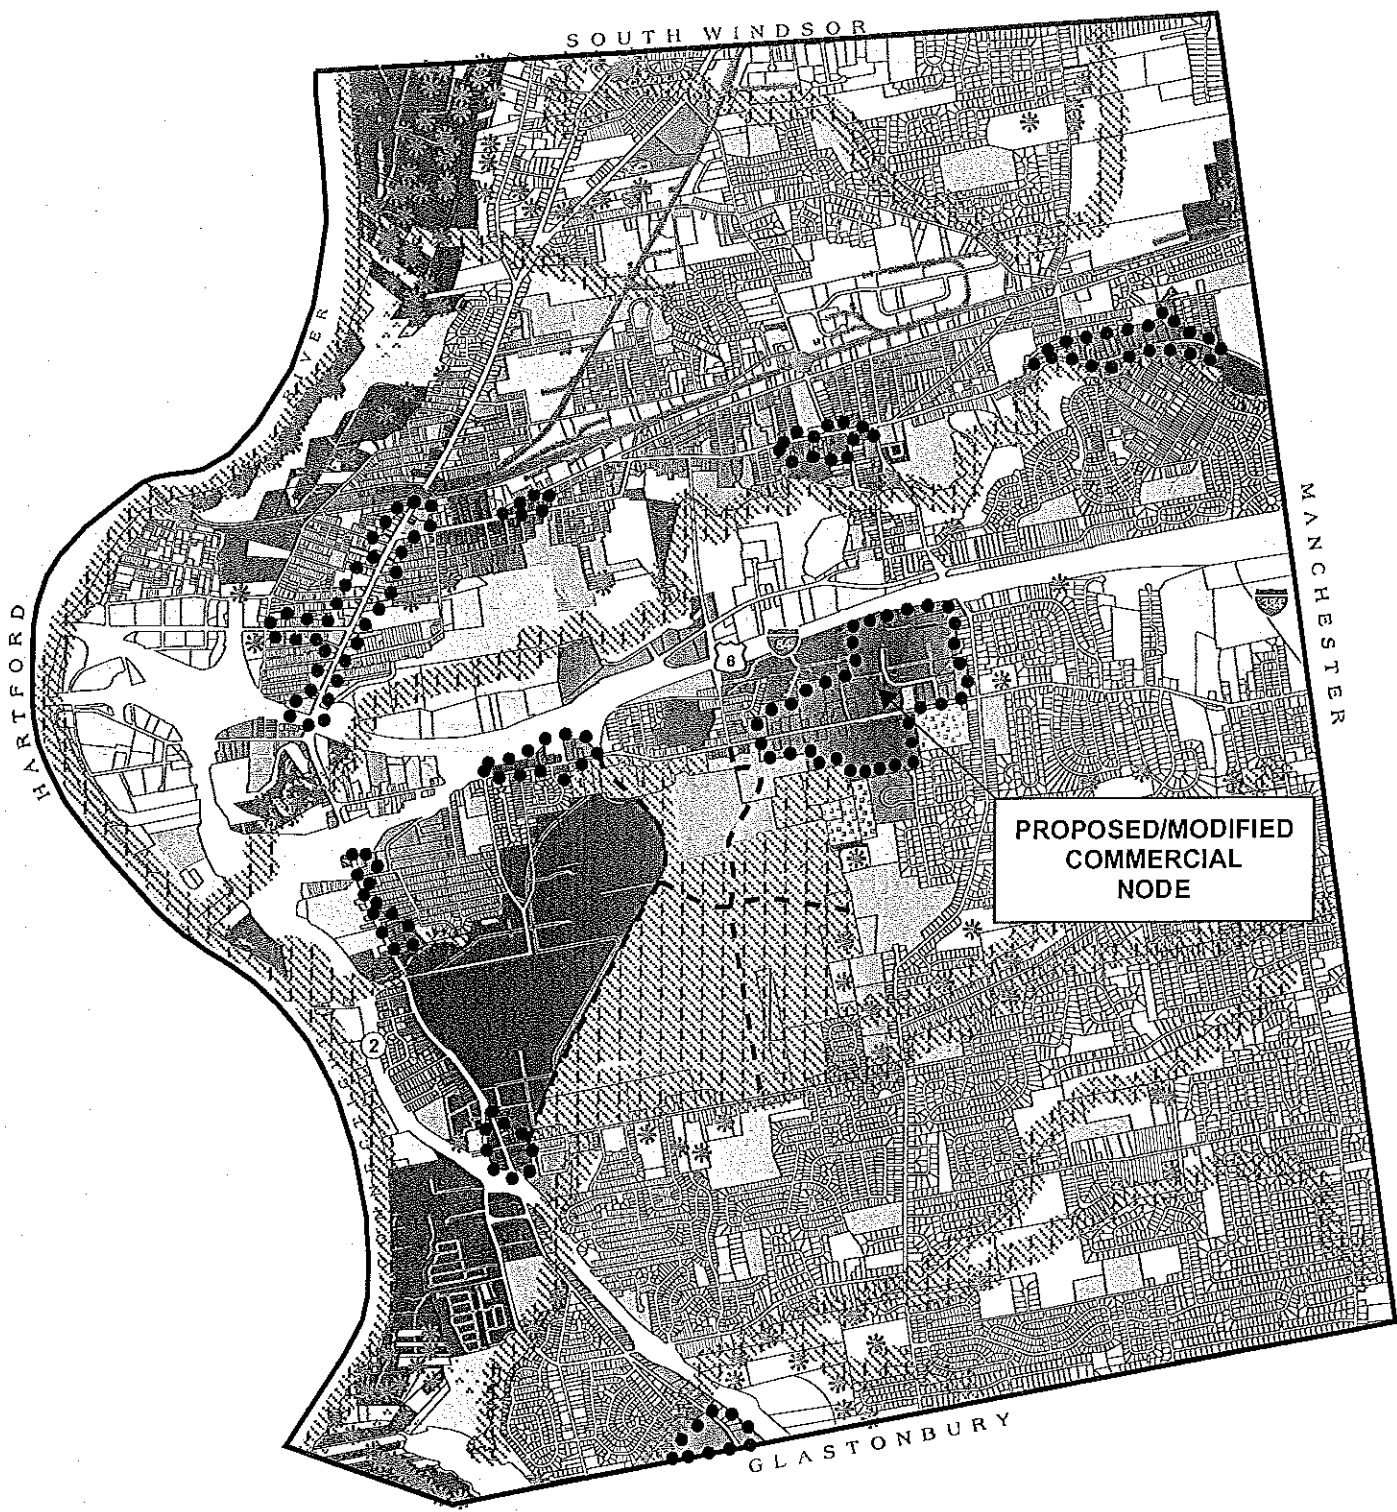 SOUTH WINDSOR
RIVER
MANCHESTER
HARTFORD
6
PROPOSED/MODIFIED
COMMERCIAL
NODE
2
GLASTONBURY